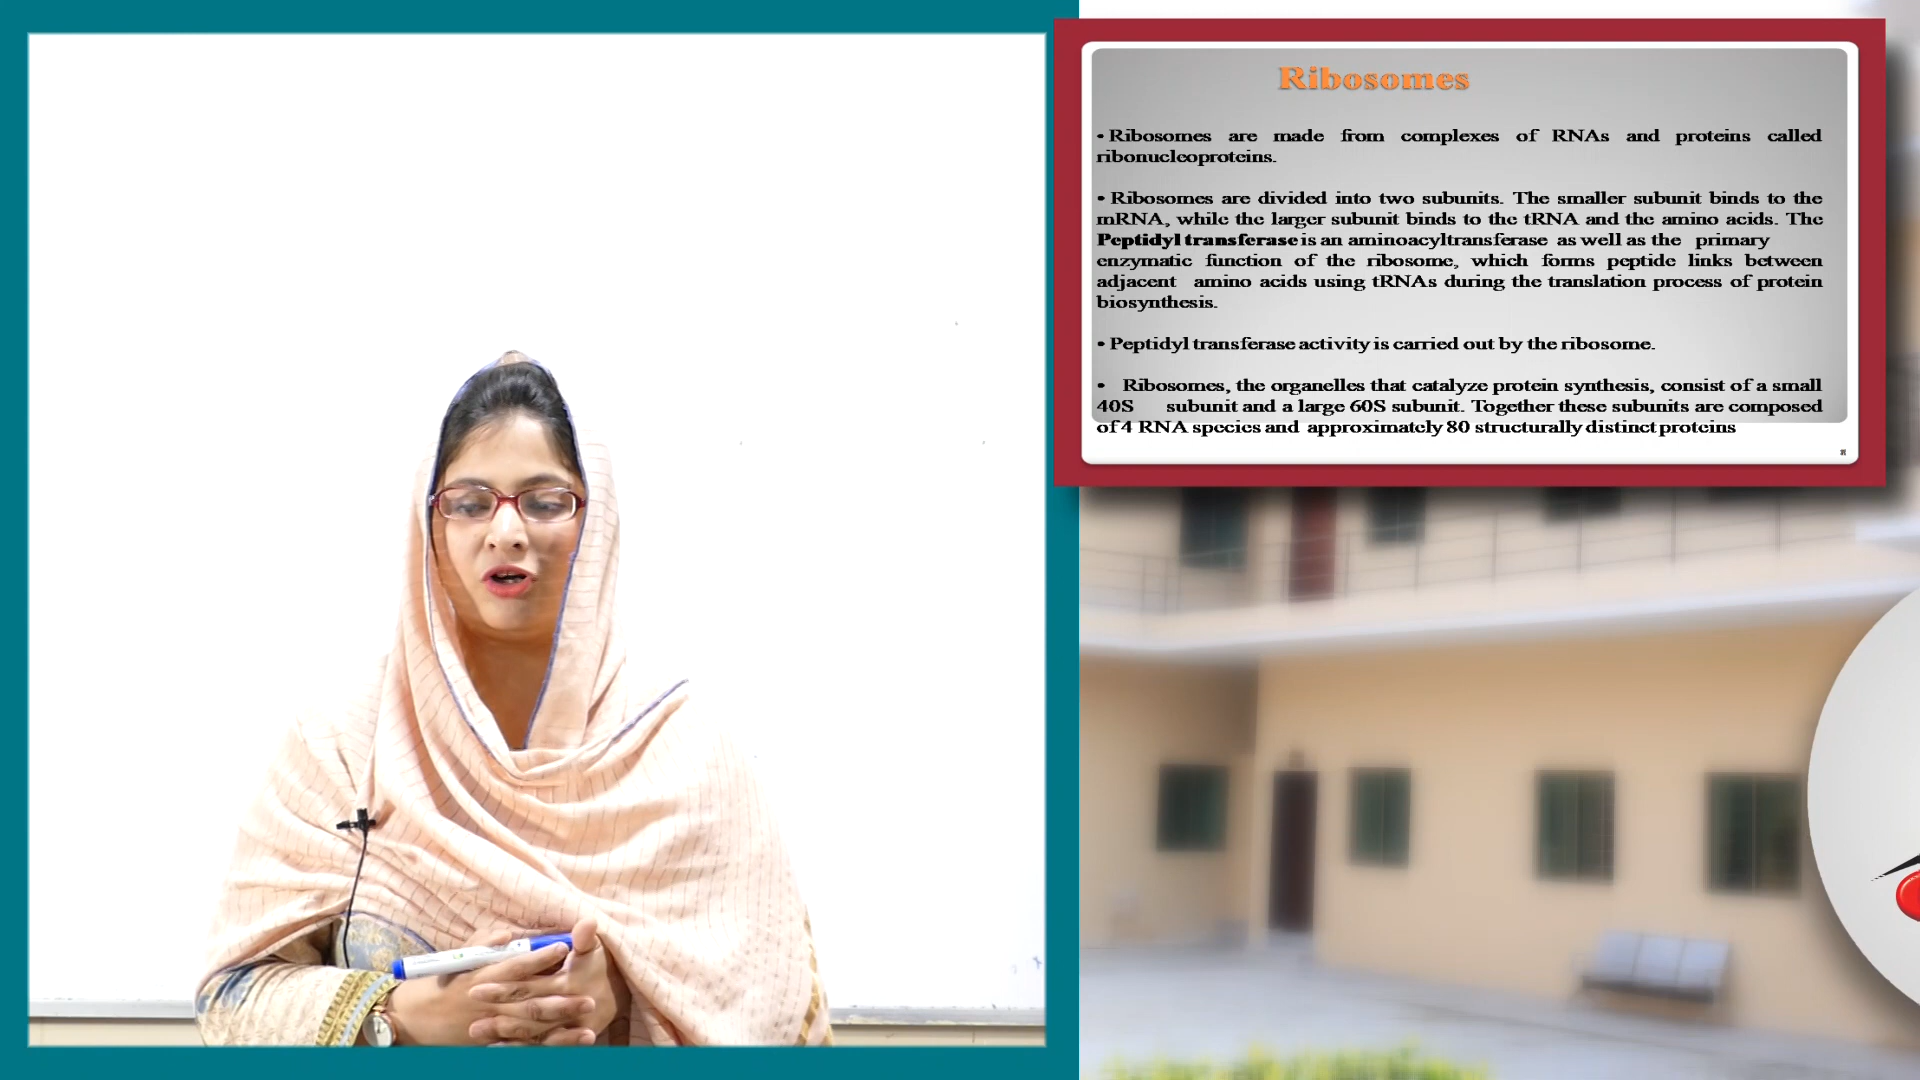 Ribosomes
• Ribosomes are made from complexes of RNAs and proteins called
ribonucleoproteins.
• Ribosomes are divided into two subunits. The smaller subunit binds to the
mRNA, while the larger subunit binds to the tRNA and the amino acids. The
Peptidyl transferase is an aminoacyltransferase as well as the primary
enzymatic function of the ribosome, which forms peptide links between
adjacent amino acids using tRNAs during the translation process of protein
biosynthesis.
• Peptidyl transferase activity is carried out by the ribosome.
• Ribosomes, the organelles that catalyze protein synthesis, consist of a small
40S subunit and a large 60S subunit. Together these subunits are composed
of 4 RNA species and approximately 80 structurally distinct proteins